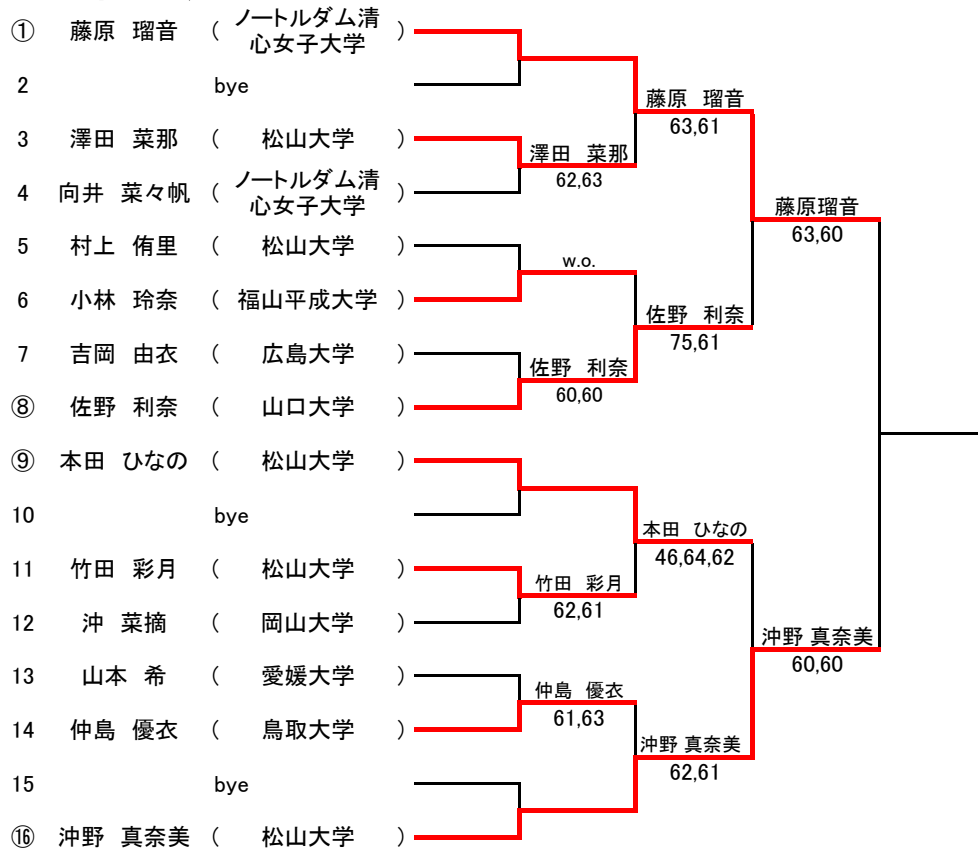 ① 藤原 瑠音 ( ノートルダム清心女子大学 )
2 bye
藤原 瑠音
63,61
3 澤田 菜那 ( 松山大学 )
澤田 菜那
62,63
4 向井 菜々帆 ( ノートルダム清心女子大学 )
藤原瑠音
63,60
5 村上 侑里 ( 松山大学 )
w.o.
6 小林 玲奈 ( 福山平成大学 )
佐野 利奈
75,61
7 吉岡 由衣 ( 広島大学 )
佐野 利奈
60,60
⑧ 佐野 利奈 ( 山口大学 )
⑨ 本田 ひなの ( 松山大学 )
10 bye
本田 ひなの
46,64,62
11 竹田 彩月 ( 松山大学 )
竹田 彩月
62,61
12 沖 菜摘 ( 岡山大学 )
沖野 真奈美
60,60
13 山本 希 ( 愛媛大学 )
仲島 優衣
61,63
14 仲島 優衣 ( 鳥取大学 )
沖野 真奈美
62,61
15 bye
⑯ 沖野 真奈美 ( 松山大学 )